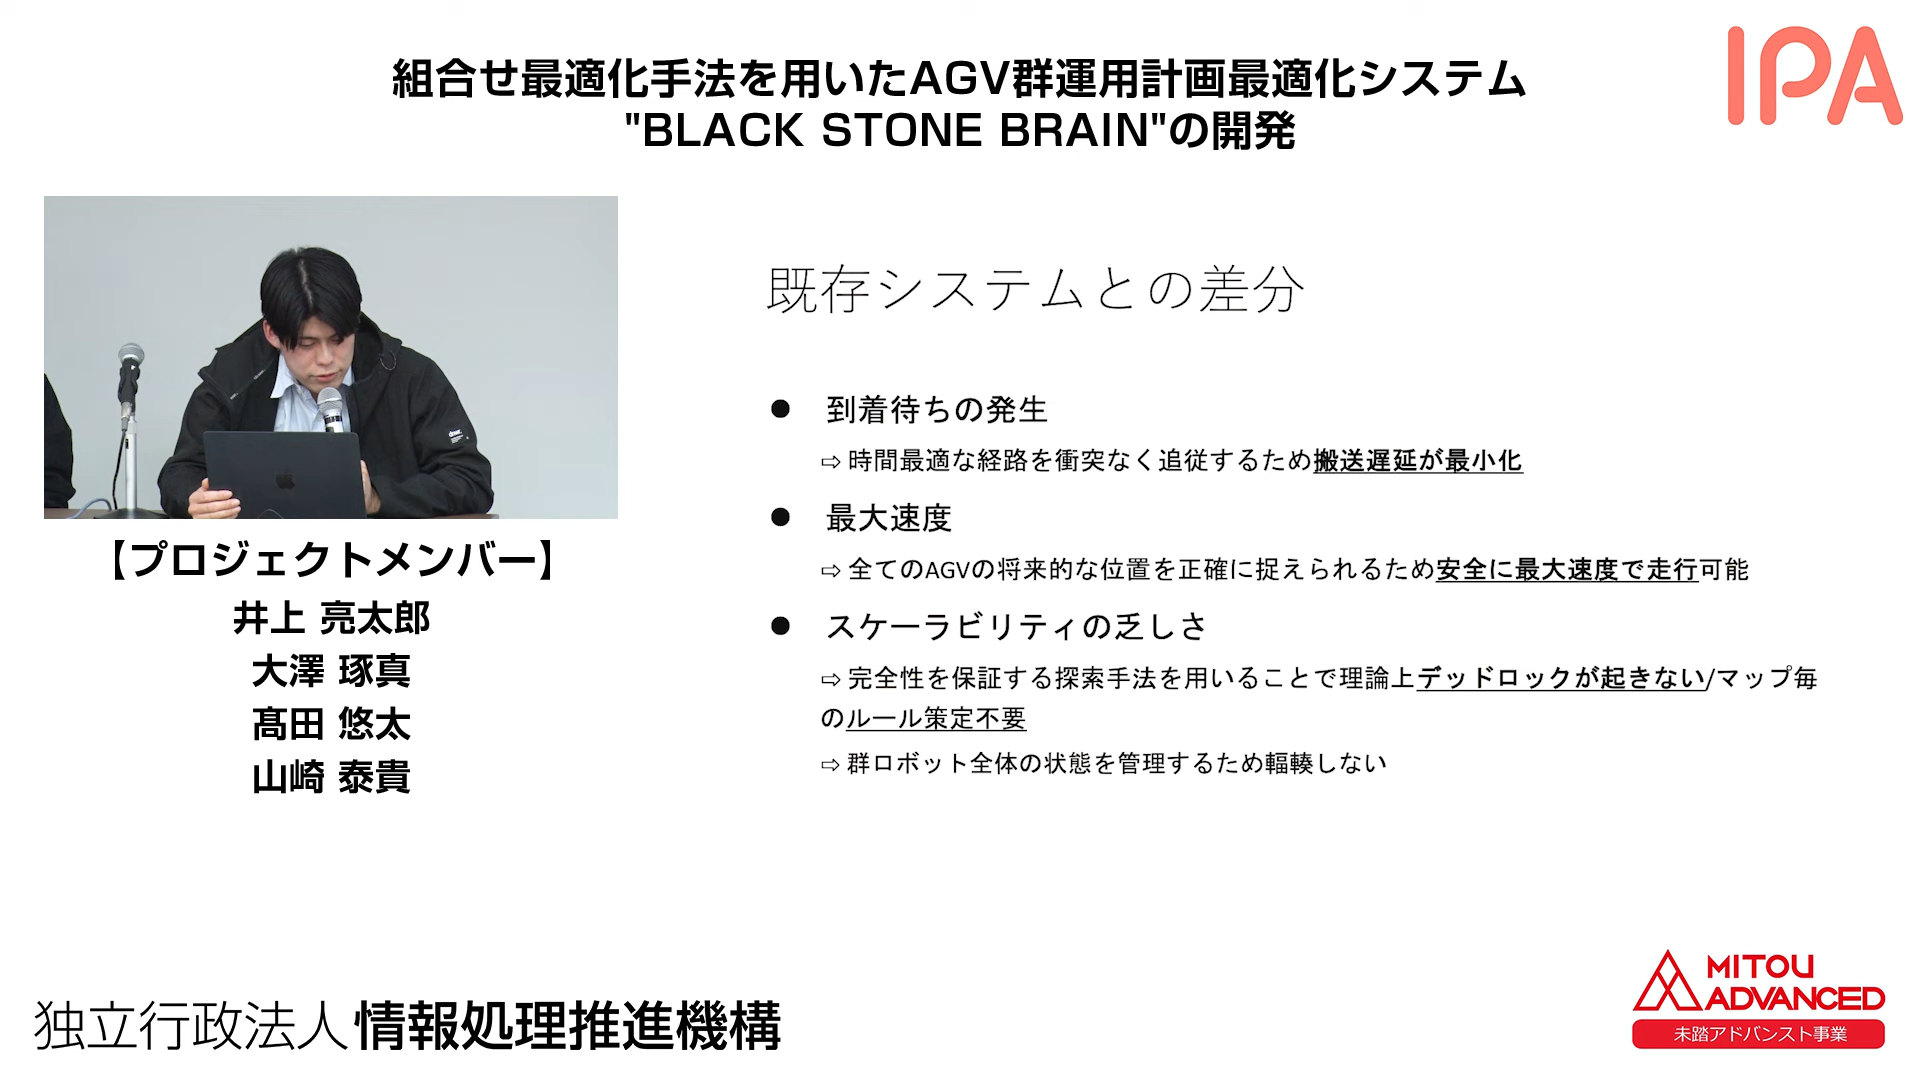 組合せ最適化手法を用いたAGV群運用計画最適化システム
"BLACK STONE BRAIN"の開発
IPA
【プロジェクトメンバー】
井上 亮太郎
大澤 琢真
髙田 悠太
山崎 泰貴
既存システムとの差分
● 到着待ちの発生
⇨ 時間最適な経路を衝突なく追従するため搬送遅延が最小化
● 最大速度
⇨ 全てのAGVの将来的な位置を正確に捉えられるため安全に最大速度で走行可能
● スケーラビリティの乏しさ
⇨ 完全性を保証する探索手法を用いることで理論上デッドロックが起きない/マップ毎
のルール策定不要
⇨ 群ロボット全体の状態を管理するため輻輳しない
独立行政法人情報処理推進機構
MITOU
ADVANCED
未踏アドバンスト事業